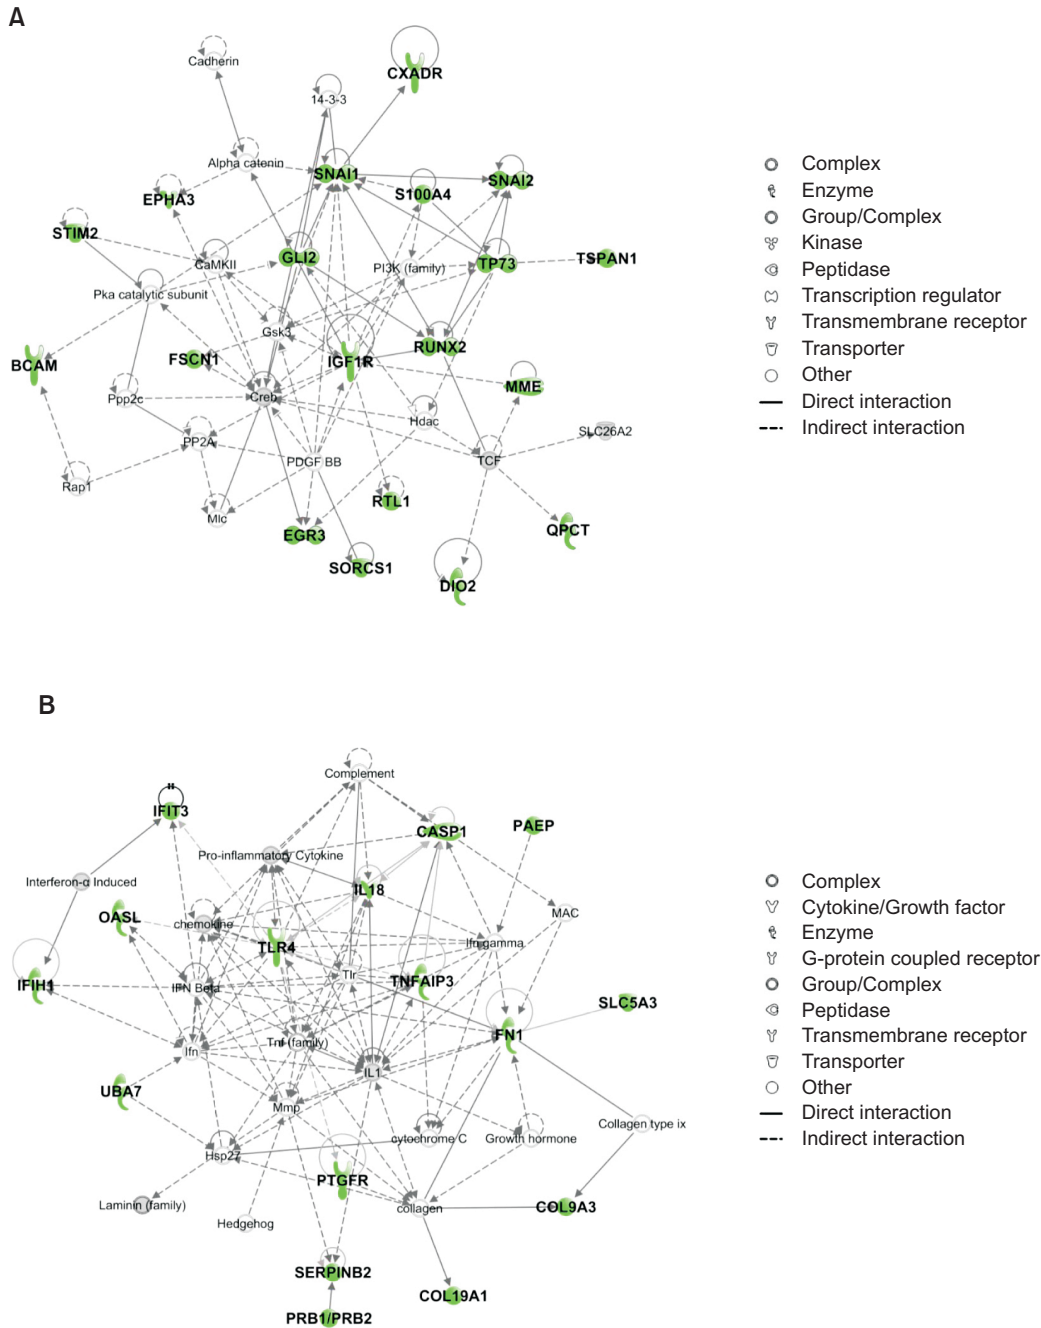 A
Cadherin
CXADR
14-3-3
Alpha catenin
SNAI1
SNAI2
S100A4
EPHA3
STIM2
GLI2
CaMKII
PI3K (family)
TP73
TSPAN1
Pka catalytic subunit
Gsk3
RUNX2
FSCN1
IGF1R
BCAM
MME
Ppp2c
Creb
Hdac
SLC26A2
PP2A
PDGF BB
TCF
Rap1
RTL1
Mlc
EGR3
QPCT
SORCS1
DIO2
Complex
Enzyme
Group/Complex
Kinase
Peptidase
Transcription regulator
Transmembrane receptor
Transporter
Other
Direct interaction
Indirect interaction
B
Complement
IFIT3
CASP1
PAEP
Pro-inflammatory Cytokine
Interferon-α Induced
IL18
OASL
chemokine
MAC
TLR4
Ifn gamma
Tlr
TNFAIP3
IFIH1
IFN Beta
SLC5A3
FN1
Ifn
Tnf (family)
IL1
UBA7
Mmp
Collagen type ix
cytochrome C
Growth hormone
Hsp27
PTGFR
Laminin (family)
collagen
COL9A3
Hedgehog
SERPINB2
COL19A1
PRB1/PRB2
Complex
Cytokine/Growth factor
Enzyme
G-protein coupled receptor
Group/Complex
Peptidase
Transmembrane receptor
Transporter
Other
Direct interaction
Indirect interaction